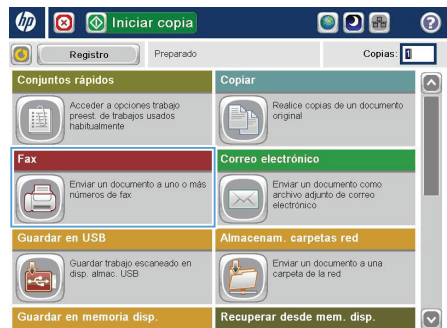 hp
Iniciar copia
?
Registro
Preparado
Copias: 1
Conjuntos rápidos
Acceder a opciones trabajo
preest. de trabajos usados
habitualmente
Copiar
Realice copias de un documento
original
Fax
Enviar un documento a uno o más
números de fax
Correo electrónico
Enviar un documento como
archivo adjunto de correo
electrónico
Guardar en USB
Guardar trabajo escaneado en
disp. almac. USB
Almacenam. carpetas red
Enviar un documento a una
carpeta de la red
Guardar en memoria disp.
Recuperar desde mem. disp.